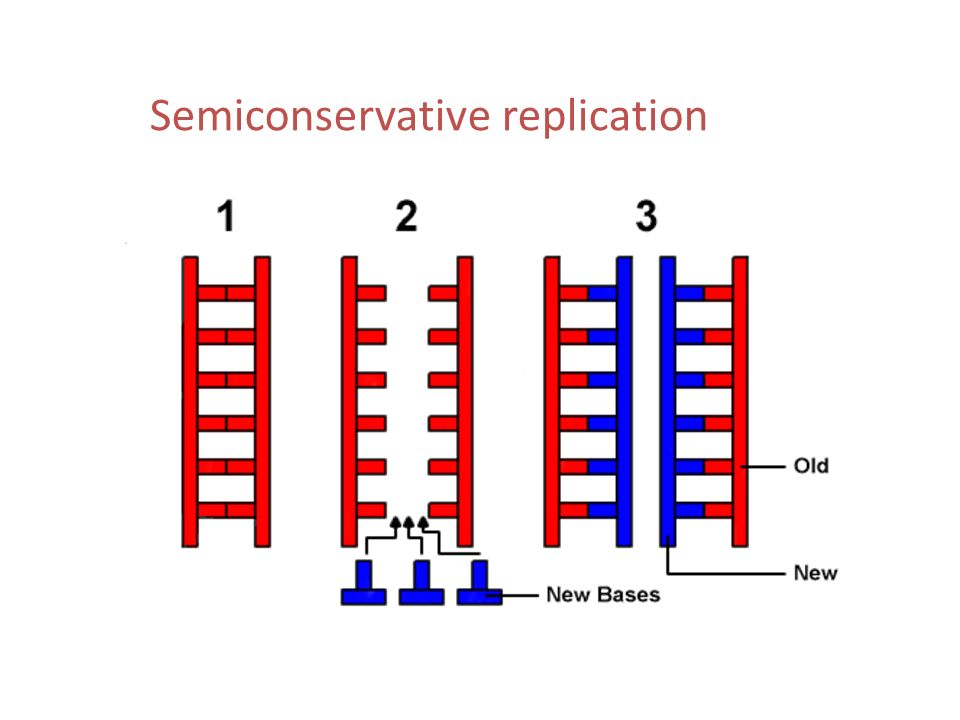 Semiconservative replication
1 2 3
Old
New
New Bases